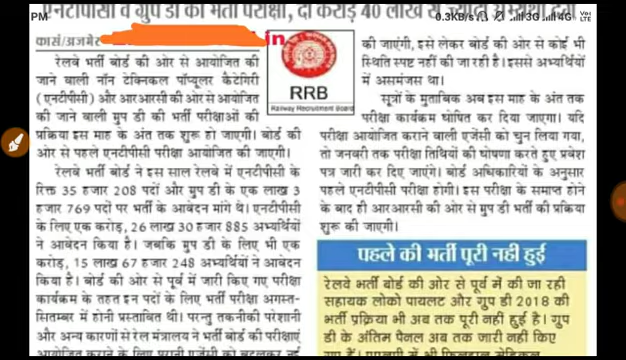 PM
0.3KB/s
3G
4G
VoLTE
एनटीपीसी व ग्रुप डी की भर्ती परीक्षा, दो करोड़ 40 लाख से ज्यादा
कासं/अजमेर
in
रेलवे भर्ती बोर्ड की ओर से आयोजित की
जाने वाली नॉन टेक्निकल पॉप्यूलर कैटेगिरी
(एनटीपीसी) और आरआरसी की ओर से आयोजित
की जाने वाली ग्रुप डी की भर्ती परीक्षाओं की
प्रक्रिया इस माह के अंत तक शुरू हो जाएगी। बोर्ड की
ओर से पहले एनटीपीसी परीक्षा आयोजित की जाएगी।
रेलवे भर्ती बोर्ड ने इस साल रेलवे में एनटीपीसी के
रिक्त 35 हजार 208 पदों और ग्रुप डी के एक लाख 3
हजार 769 पदों पर भर्ती के आवेदन मांगे थे। एनटीपीसी
के लिए एक करोड़, 26 लाख 30 हजार 885 अभ्यर्थियों
ने आवेदन किया है। जबकि ग्रुप डी के लिए भी एक
करोड़, 15 लाख 67 हजार 248 अभ्यर्थियों ने आवेदन
किया है। बोर्ड की ओर से पूर्व में जारी किए गए परीक्षा
कार्यक्रम के तहत इन पदों के लिए भर्ती परीक्षा अगस्त-
सितम्बर में होनी प्रस्तावित थी। परन्तु तकनीकी परेशानी
और अन्य कारणों से रेल मंत्रालय ने भर्ती बोर्ड की परीक्षाएं
आयोजित कराने के लिए पुरानी एजेंसी को बदलकर नई
RRB
Railway Recruitment Board
की जाएंगी, इसे लेकर बोर्ड की ओर से कोई भी
स्थिति स्पष्ट नहीं की जा रही है। इससे अभ्यर्थियों
में असमंजस था।
सूत्रों के मुताबिक अब इस माह के अंत तक
परीक्षा कार्यक्रम घोषित कर दिया जाएगा। यदि
परीक्षा आयोजित कराने वाली एजेंसी को चुन लिया गया,
तो जनवरी तक परीक्षा तिथियों की घोषणा करते हुए प्रवेश
पत्र जारी कर दिए जाएंगे। बोर्ड अधिकारियों के अनुसार
पहले एनटीपीसी परीक्षा होगी। इस परीक्षा के समाप्त होने
के बाद ही आरआरसी की ओर से ग्रुप डी भर्ती की प्रक्रिया
शुरू की जाएगी।
पहले की भर्ती पूरी नहीं हुई
रेलवे भर्ती बोर्ड की ओर से पूर्व में की जा रही
सहायक लोको पायलट और ग्रुप डी 2018 की
भर्ती प्रक्रिया भी अब तक पूरी नहीं हुई है। ग्रुप
डी के अंतिम पैनल अब तक जारी नहीं किए
गए हैं।